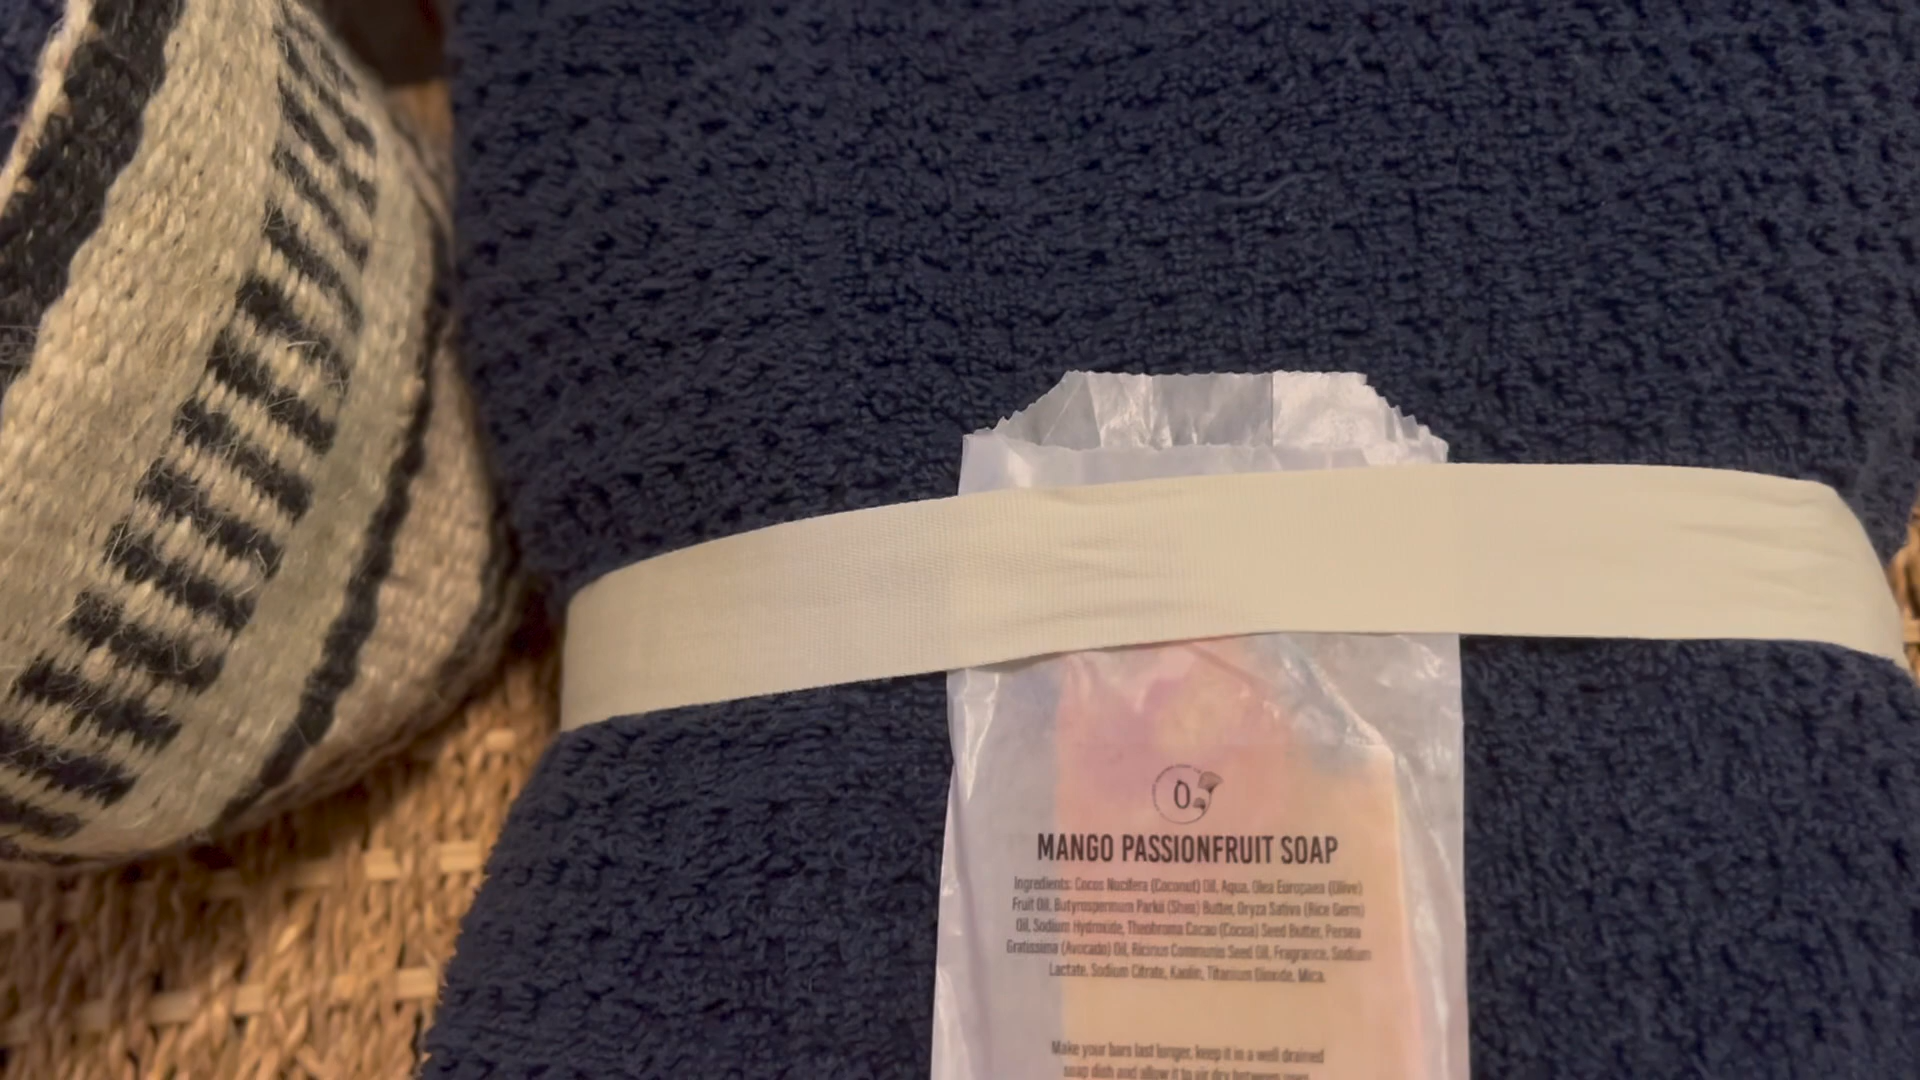 MANGO PASSIONFRUIT SOAP
Ingredients: Cocos Nucifera (Coconut) Oil, Aqua, Olea Europaea (Olive)
Fruit Oil, Butyrospermum Parkii (Shea) Butter, Oryza Sativa (Rice Germ)
Oil, Sodium Hydroxide, Theobroma Cacao (Cocoa) Seed Butter, Persea
Gratissima (Avocado) Oil, Ricinus Communis Seed Oil, Fragrance, Sodium
Lactate, Sodium Citrate, Kaolin, Titanium Dioxide, Mica.
Make your bars last longer, keep it in a well drained
soap dish and allow it to air dry between uses